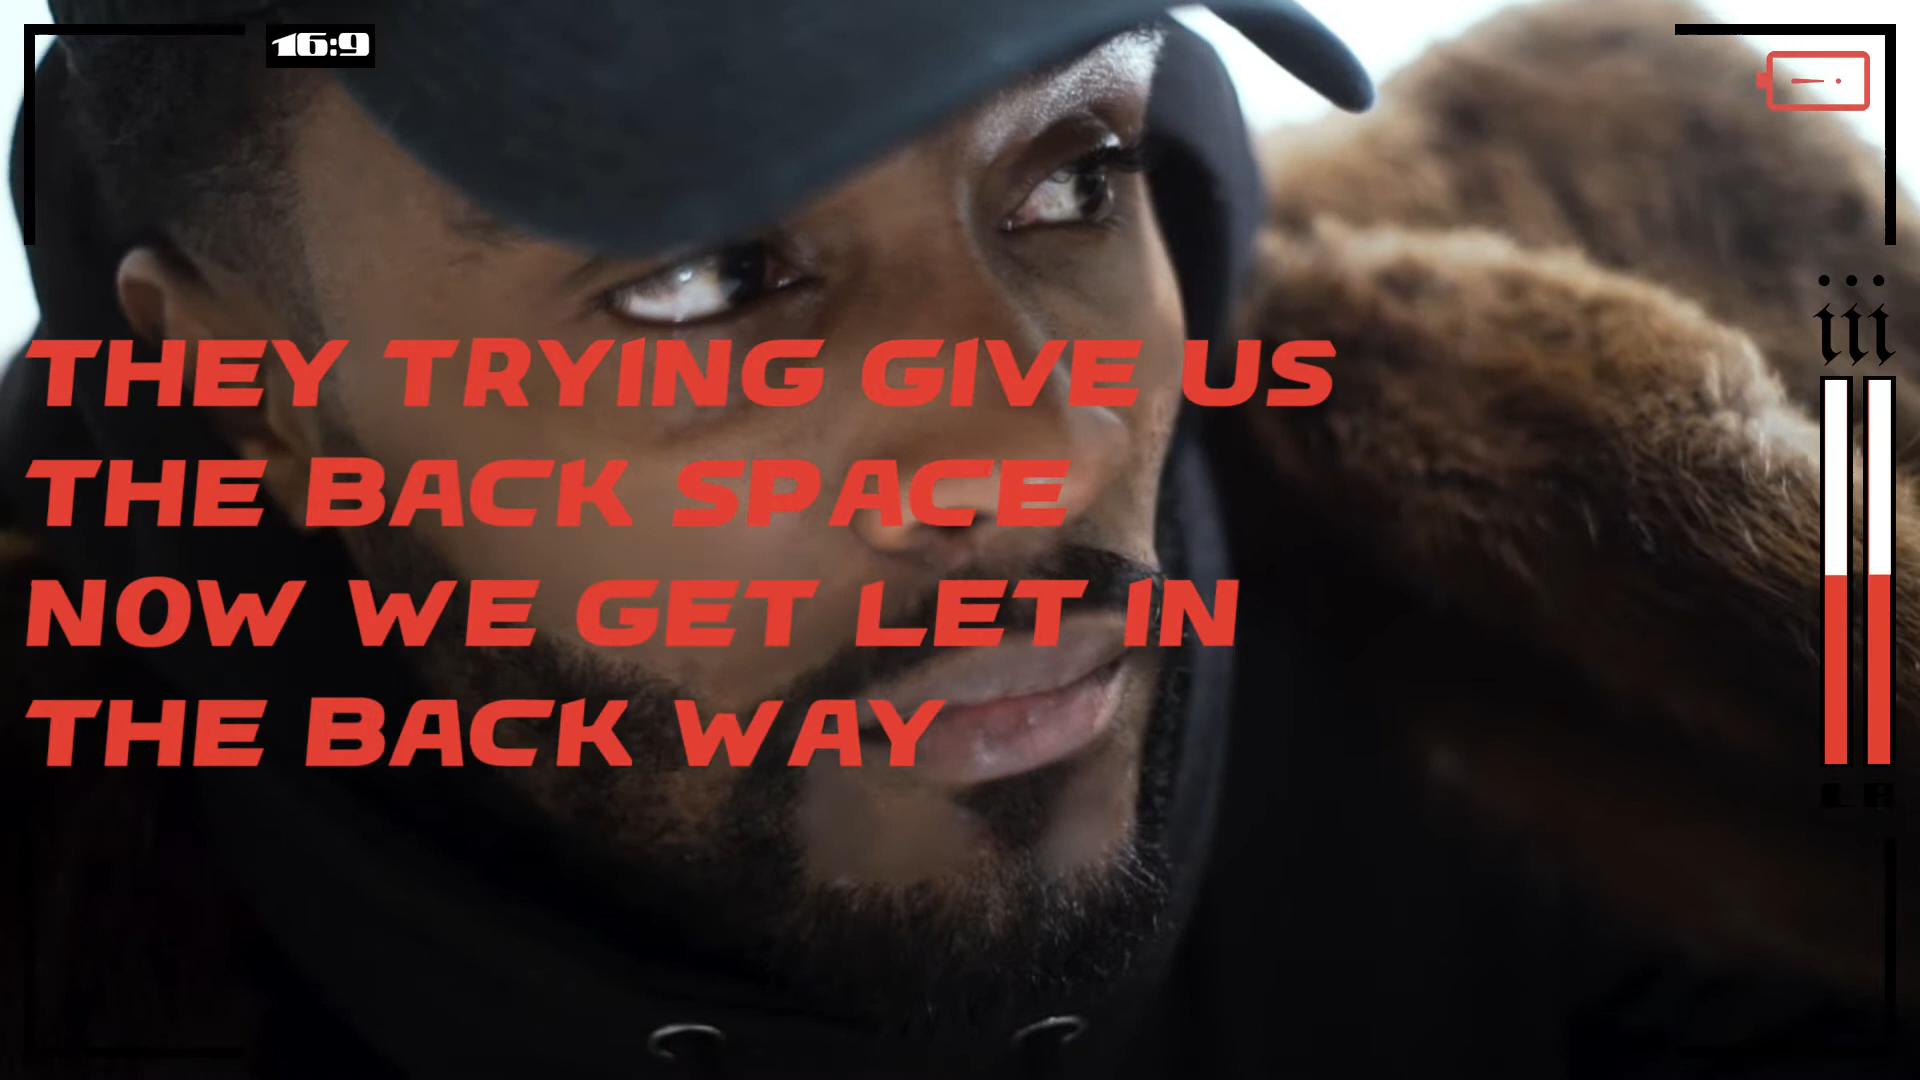 16:9
iii
THEY TRYING GIVE US
THE BACK SPACE
NOW WE GET LET IN
THE BACK WAY
L R